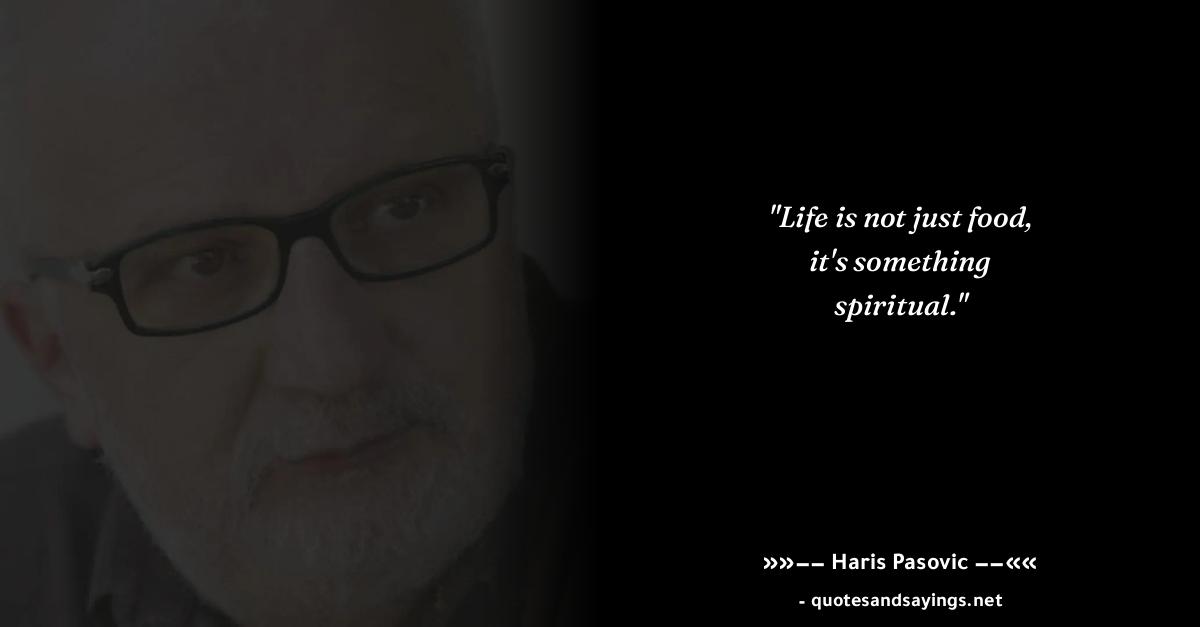 "Life is not just food,
it's something
spiritual."
»»−− Haris Pasovic −−««
- quotesandsayings.net